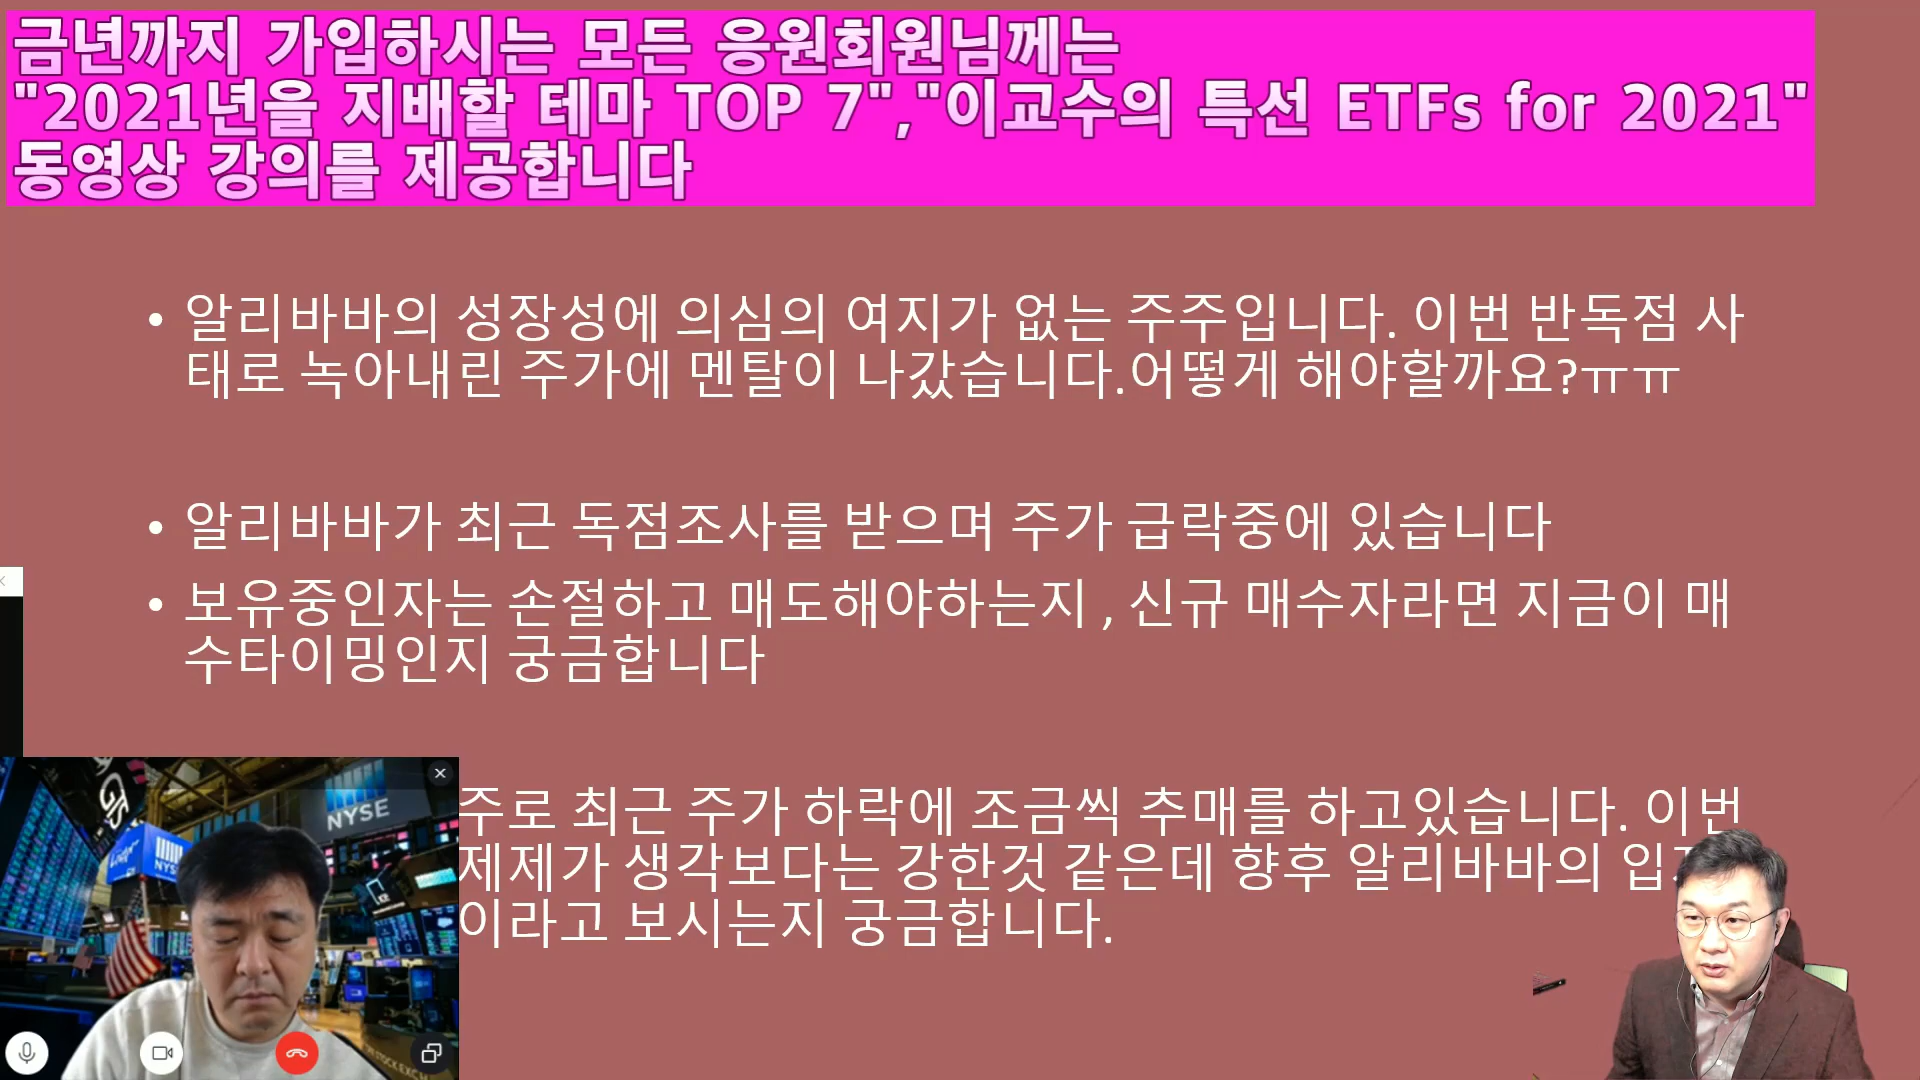 금년까지 가입하시는 모든 응원회원님께는
"2021년을 지배할 테마 TOP 7","이교수의 특선 ETFs for 2021"
동영상 강의를 제공합니다
• 알리바바의 성장성에 의심의 여지가 없는 주주입니다. 이번 반독점 사
태로 녹아내린 주가에 멘탈이 나갔습니다.어떻게 해야할까요?ㅠㅠ
• 알리바바가 최근 독점조사를 받으며 주가 급락중에 있습니다
• 보유중인자는 손절하고 매도해야하는지 , 신규 매수자라면 지금이 매
수타이밍인지 궁금합니다
주로 최근 주가 하락에 조금씩 추매를 하고있습니다. 이번
제제가 생각보다는 강한것 같은데 향후 알리바바의
이라고 보시는지 궁금합니다.
NYSE
NYS